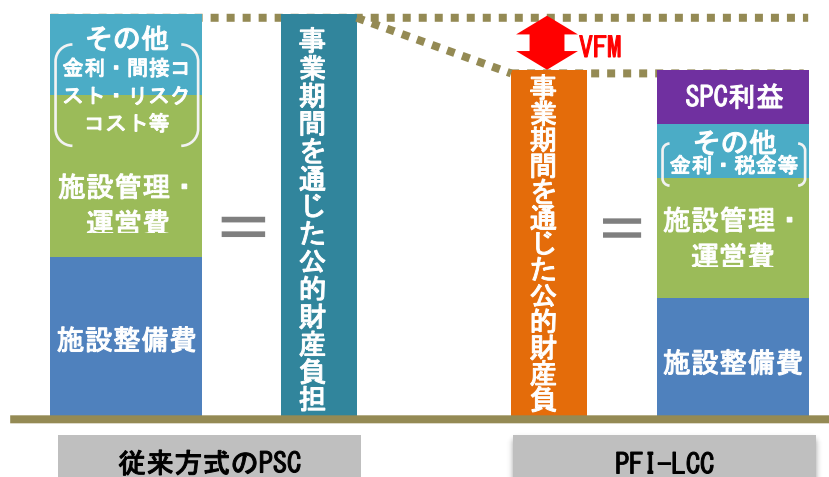 その他
(金利・間接コ
スト・リスク
コスト等)
施設管理・
運営費
施設整備費
=
事業期間を通じた公的財産負担
VFM
事業期間を通じた公的財産負
=
SPC利益
その他
(金利・税金等)
施設管理・
運営費
施設整備費
従来方式のPSC
PFI-LCC